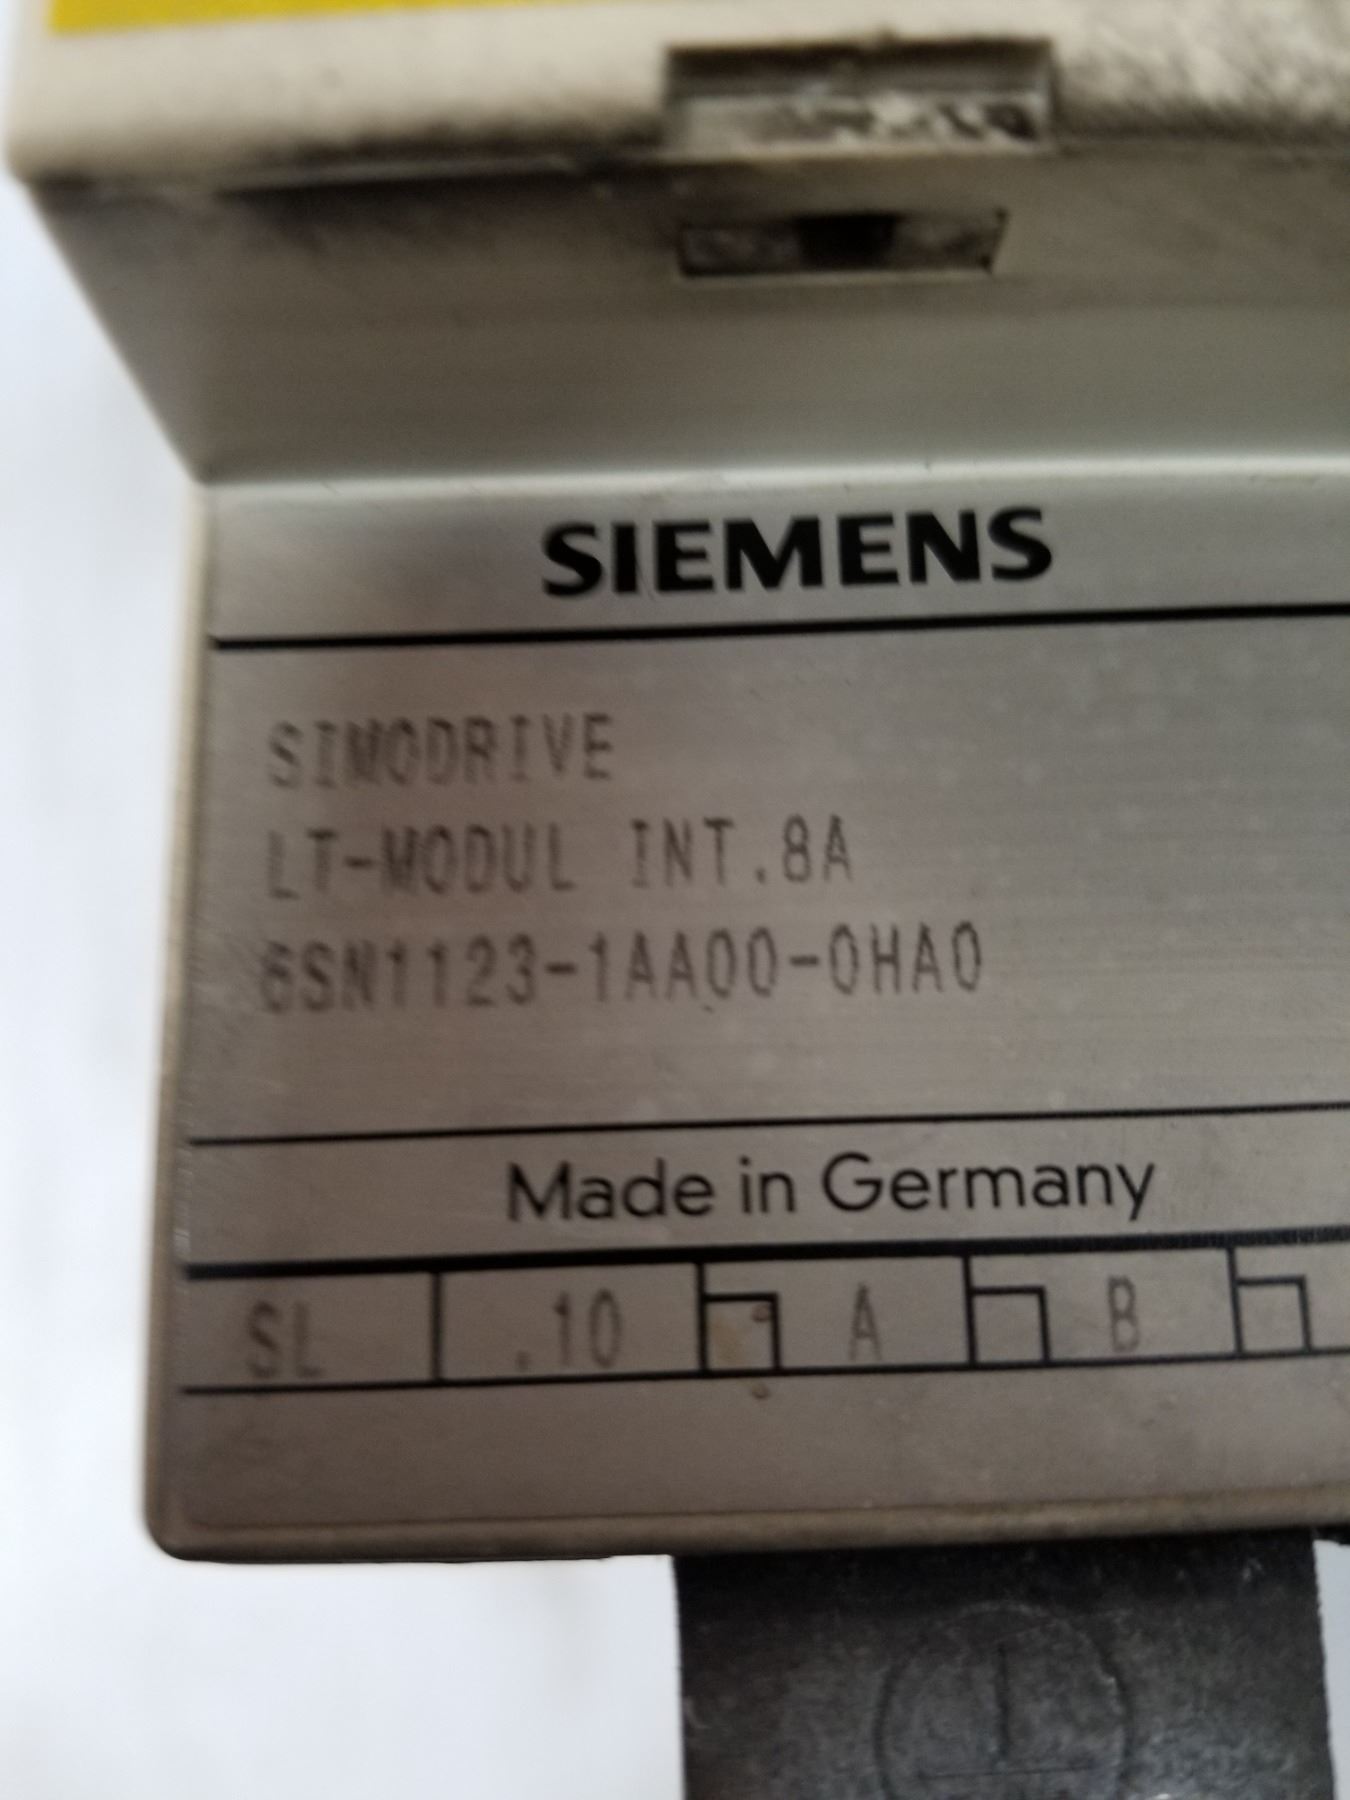 SIEMENS
SIMODRIVE
LT-MODUL INT.8A
6SN1123-1AA00-0HA0
Made in Germany
SL .10 A B